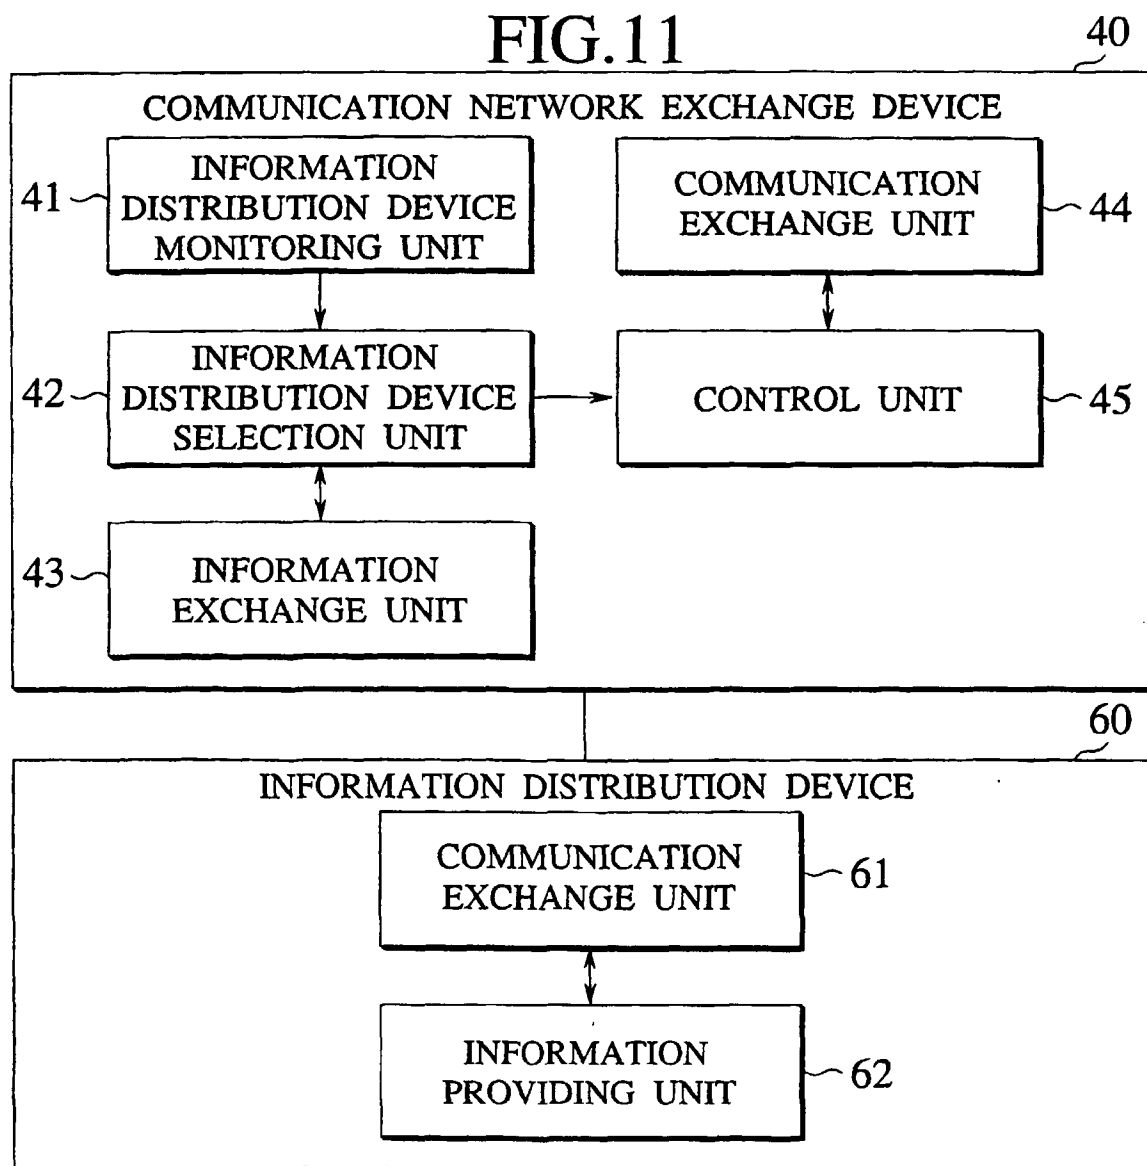 FIG.11
40
COMMUNICATION NETWORK EXCHANGE DEVICE
41
INFORMATION
DISTRIBUTION DEVICE
MONITORING UNIT
COMMUNICATION
EXCHANGE UNIT
44
42
INFORMATION
DISTRIBUTION DEVICE
SELECTION UNIT
CONTROL UNIT
45
43
INFORMATION
EXCHANGE UNIT
60
INFORMATION DISTRIBUTION DEVICE
COMMUNICATION
EXCHANGE UNIT
61
INFORMATION
PROVIDING UNIT
62